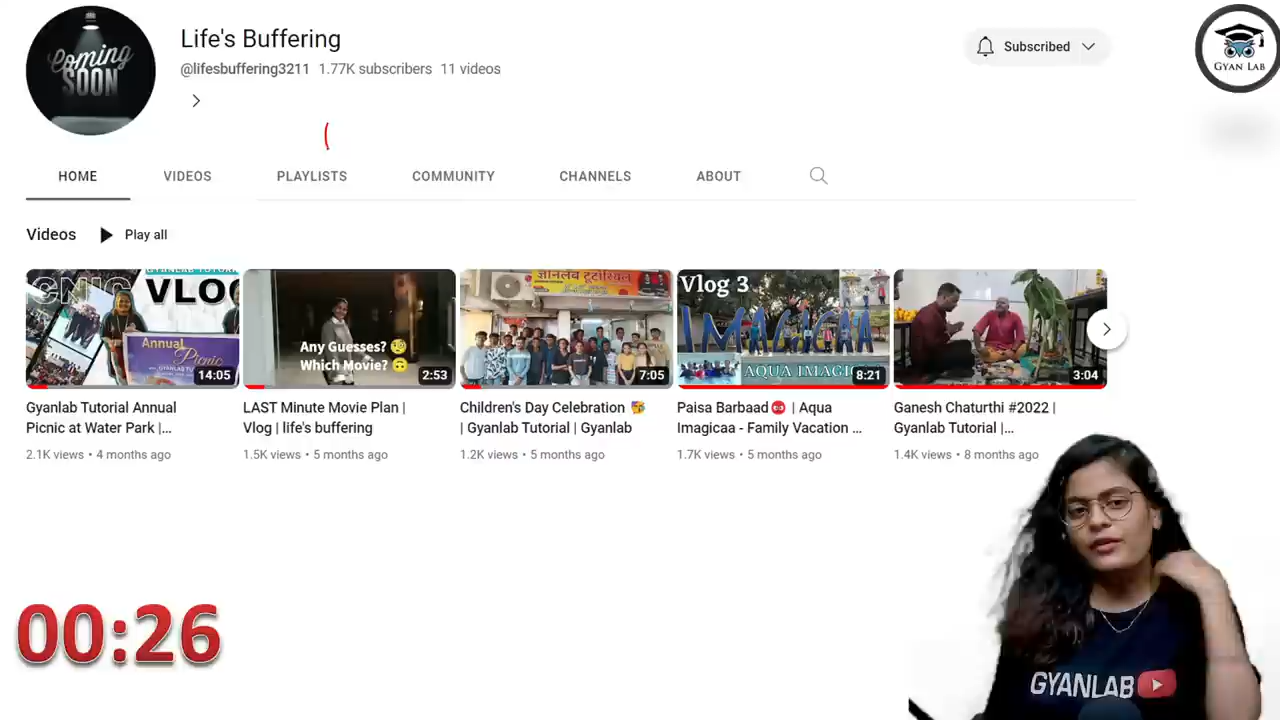 Coming
SOON
Life's Buffering
@lifesbuffering3211 1.77K subscribers 11 videos
Subscribed
GYAN LAB
HOME VIDEOS PLAYLISTS COMMUNITY CHANNELS ABOUT
Videos Play all
VLOG
Annual
Picnic
14:05
Any Guesses? 🧐
Which Movie? 🙃
2:53
ज्ञानलॅब टुटोरियल
7:05
Vlog 3
IMAGICAA
AQUA IMAGIC
8:21
3:04
Gyanlab Tutorial Annual
Picnic at Water Park |...
2.1K views • 4 months ago
LAST Minute Movie Plan |
Vlog | life's buffering
1.5K views • 5 months ago
Children's Day Celebration 🥳
| Gyanlab Tutorial | Gyanlab
1.2K views • 5 months ago
Paisa Barbaad | Aqua
Imagicaa - Family Vacation ...
1.7K views • 5 months ago
Ganesh Chaturthi #2022 |
Gyanlab Tutorial |...
1.4K views • 8 months ago
00:26
GYANLAB